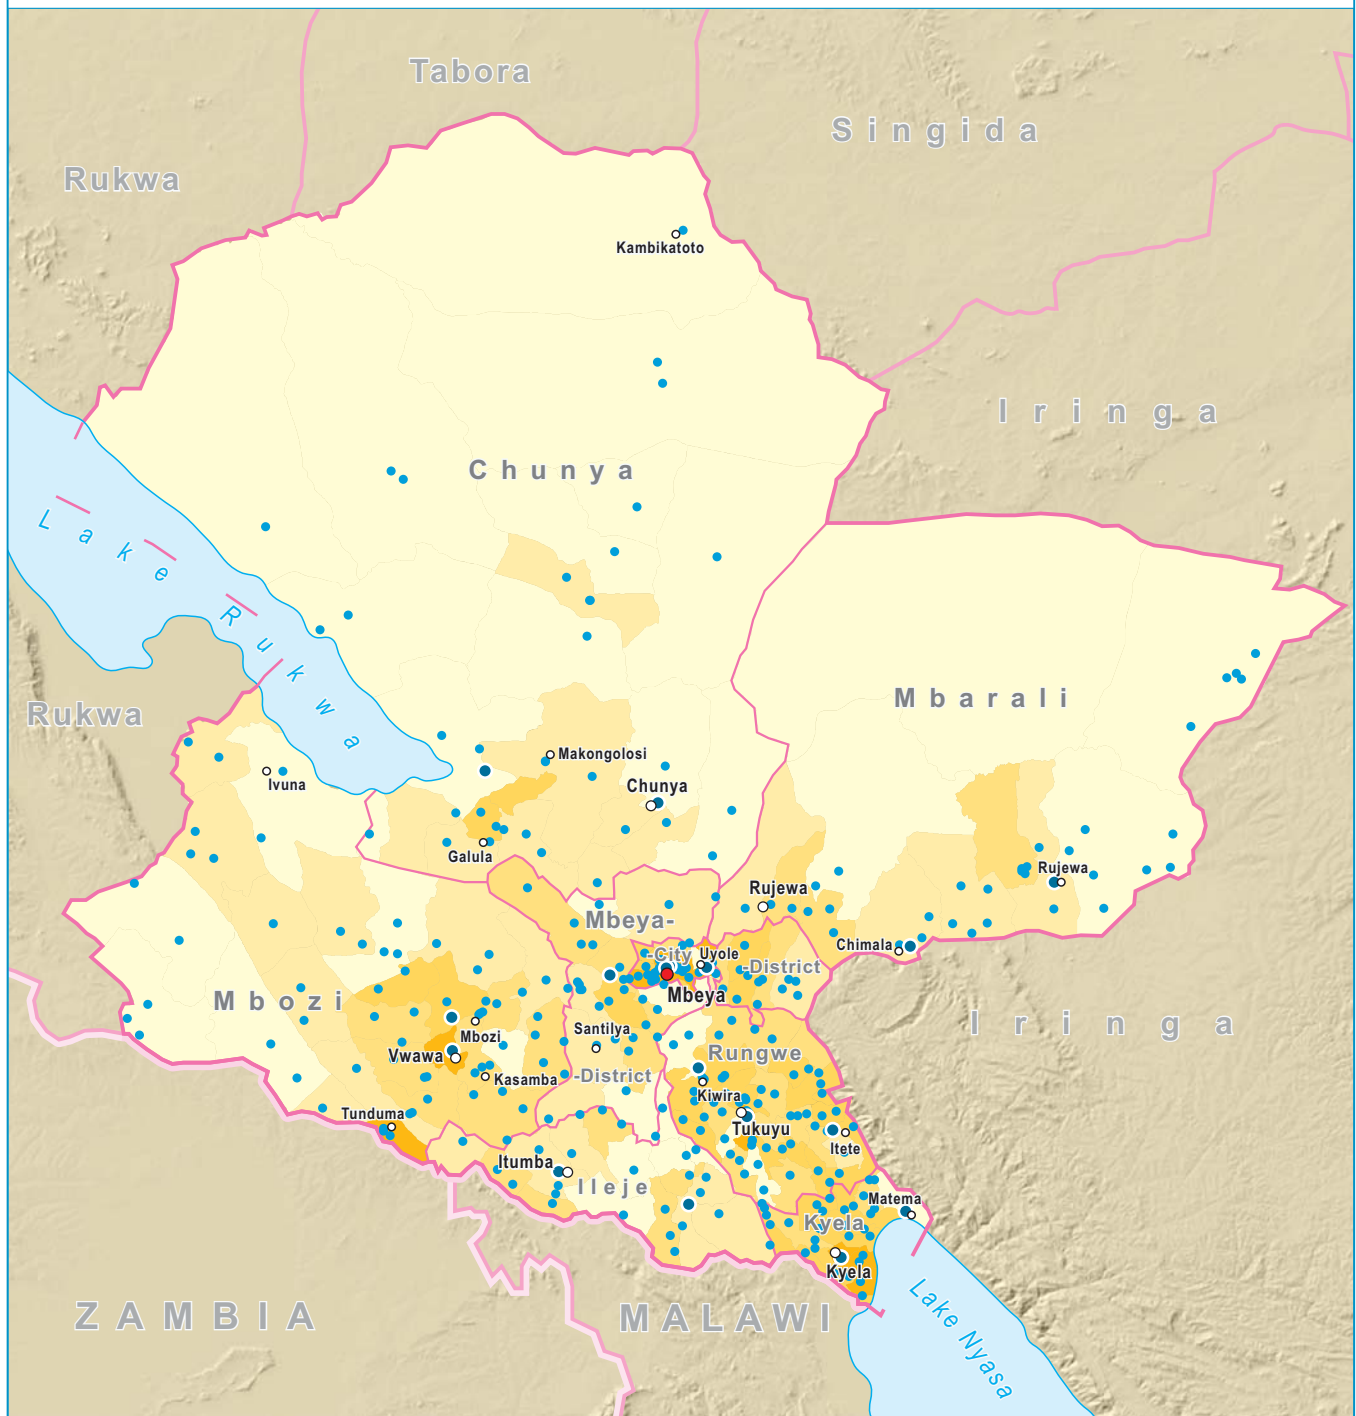 Tabora
Singida
Rukwa
Kambikatoto
Iringa
Chunya
Lake Rukwa
Mbarali
Rukwa
Makongolosi
Ivuna
Chunya
Galula
Rujewa
Rujewa
Mbeya-
Chimala
-City
Uyole
-District
Mbeya
Mbozi
Iringa
Santilya
Mbozi
Rungwe
Vwawa
-District
Kasamba
Kiwira
Tunduma
Tukuyu
Itete
Itumba
Ileje
Matema
Kyela
Kyela
ZAMBIA
MALAWI
Lake Nyasa